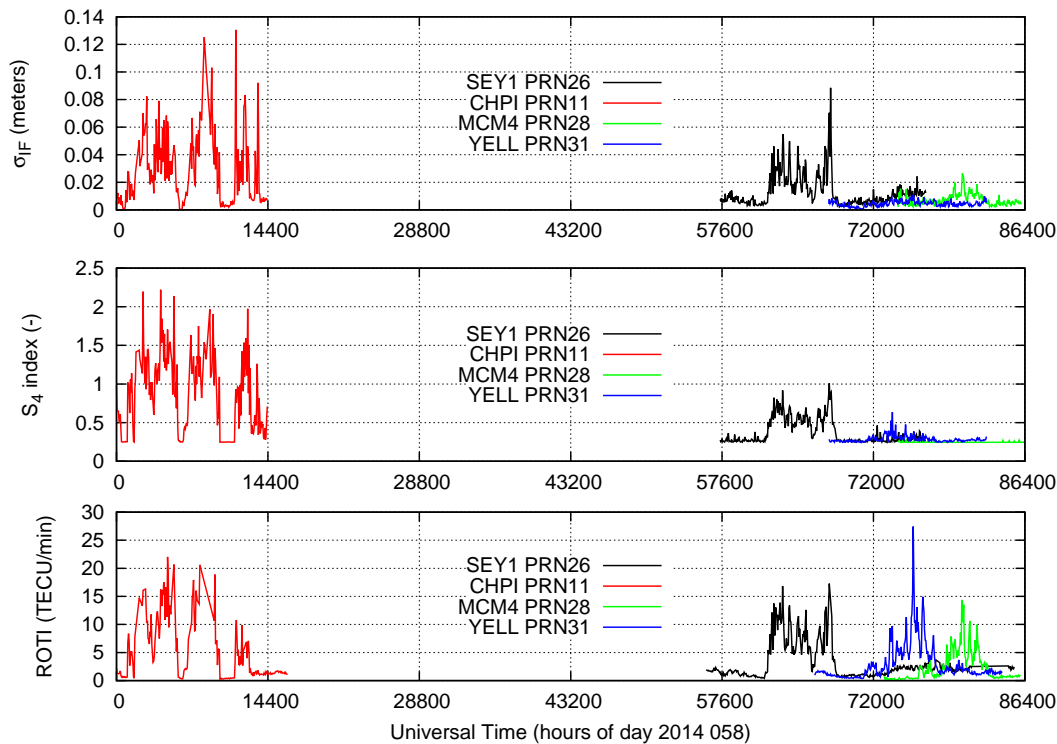 0.14
0.12
0.1
0.08
0.06
0.04
0.02
0
σIF (meters)
SEY1 PRN26
CHPI PRN11
MCM4 PRN28
YELL PRN31
0 14400 28800 43200 57600 72000 86400
2.5
2
1.5
1
0.5
0
S4 index (-)
SEY1 PRN26
CHPI PRN11
MCM4 PRN28
YELL PRN31
0 14400 28800 43200 57600 72000 86400
30
25
20
15
10
5
0
ROTI (TECU/min)
SEY1 PRN26
CHPI PRN11
MCM4 PRN28
YELL PRN31
0 14400 28800 43200 57600 72000 86400
Universal Time (hours of day 2014 058)